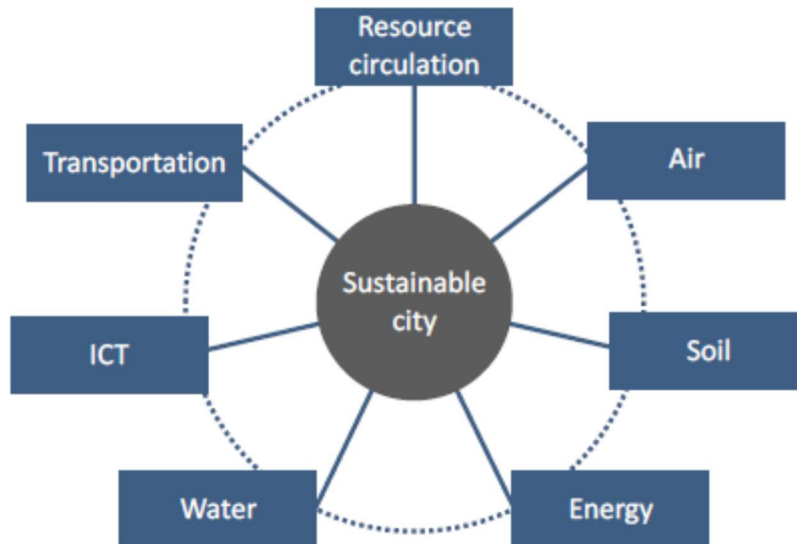 Resource
circulation
Transportation
Air
Sustainable
city
ICT
Soil
Water
Energy